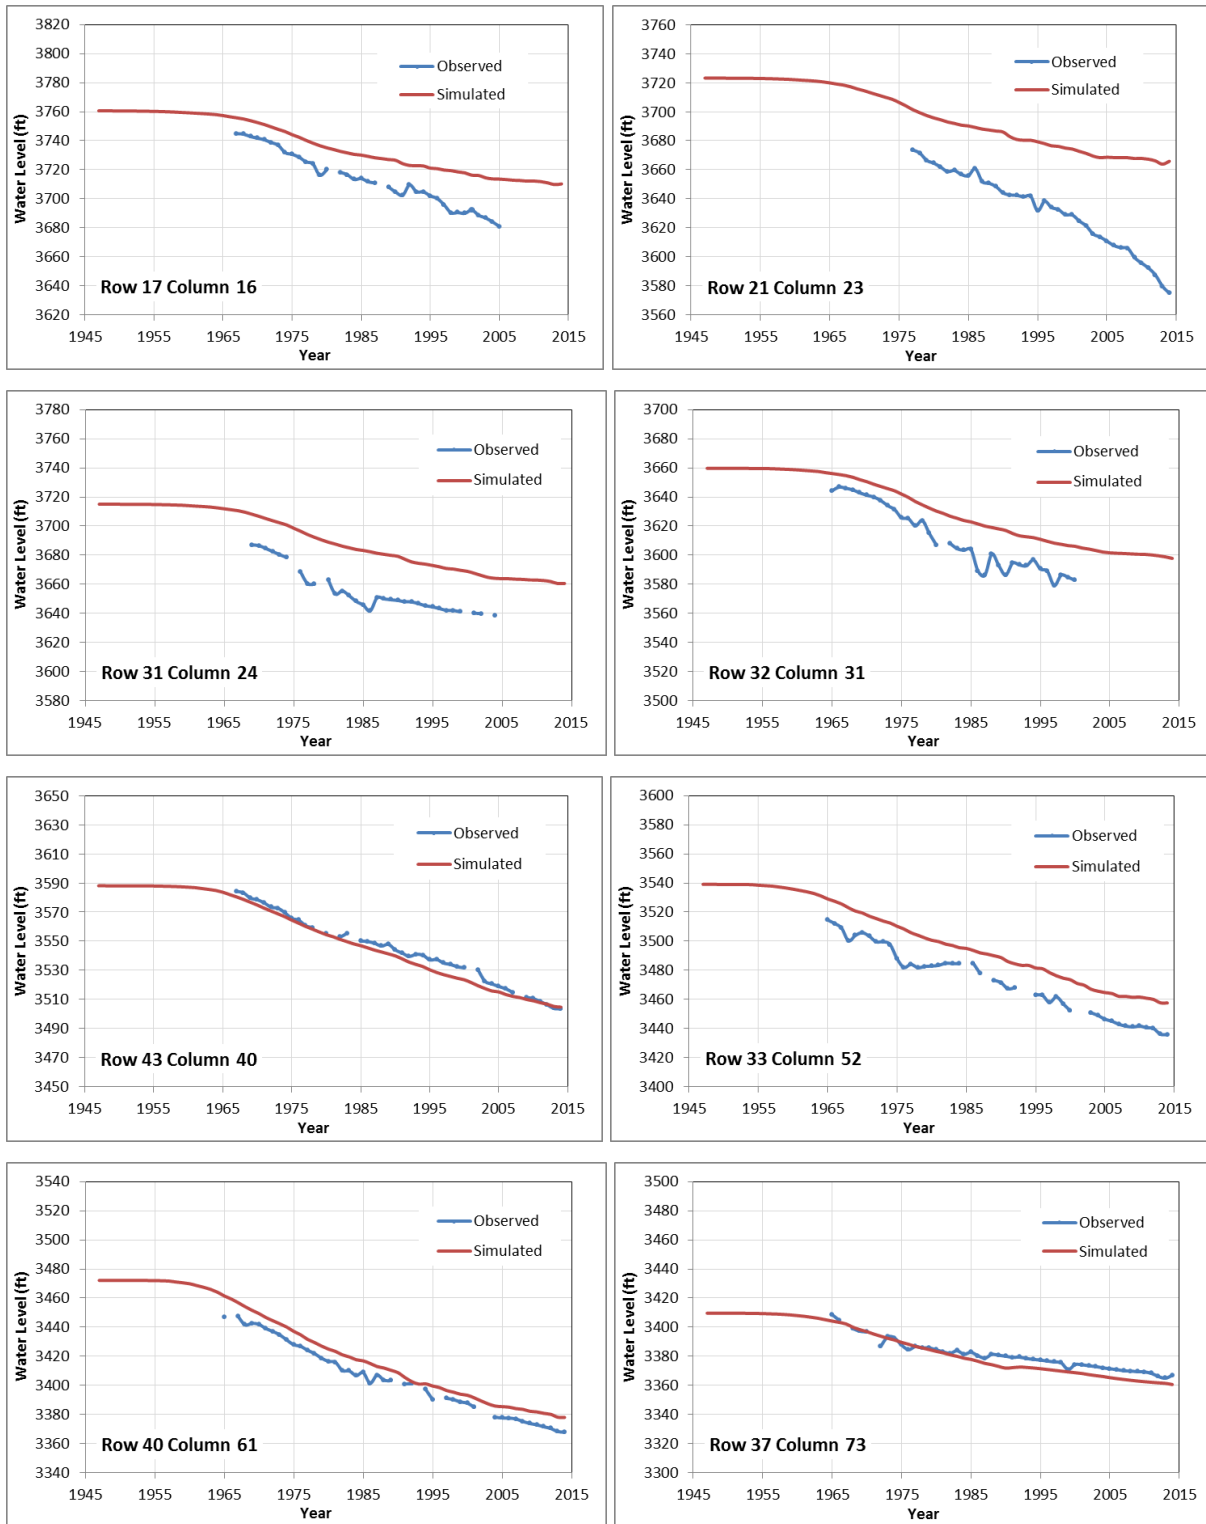 3820
3800
3780
3760
3740
3720
3700
3680
3660
3640
3620
Water Level (ft)
Observed
Simulated
Row 17 Column 16
1945 1955 1965 1975 1985 1995 2005 2015
Year
3760
3740
3720
3700
3680
3660
3640
3620
3600
3580
3560
Water Level (ft)
Observed
Simulated
Row 21 Column 23
1945 1955 1965 1975 1985 1995 2005 2015
Year
3780
3760
3740
3720
3700
3680
3660
3640
3620
3600
3580
Water Level (ft)
Observed
Simulated
Row 31 Column 24
1945 1955 1965 1975 1985 1995 2005 2015
Year
3700
3680
3660
3640
3620
3600
3580
3560
3540
3520
3500
Water Level (ft)
Observed
Simulated
Row 32 Column 31
1945 1955 1965 1975 1985 1995 2005 2015
Year
3650
3630
3610
3590
3570
3550
3530
3510
3490
3470
3450
Water Level (ft)
Observed
Simulated
Row 43 Column 40
1945 1955 1965 1975 1985 1995 2005 2015
Year
3600
3580
3560
3540
3520
3500
3480
3460
3440
3420
3400
Water Level (ft)
Observed
Simulated
Row 33 Column 52
1945 1955 1965 1975 1985 1995 2005 2015
Year
3540
3520
3500
3480
3460
3440
3420
3400
3380
3360
3340
Water Level (ft)
Observed
Simulated
Row 40 Column 61
1945 1955 1965 1975 1985 1995 2005 2015
Year
3500
3480
3460
3440
3420
3400
3380
3360
3340
3320
3300
Water Level (ft)
Observed
Simulated
Row 37 Column 73
1945 1955 1965 1975 1985 1995 2005 2015
Year